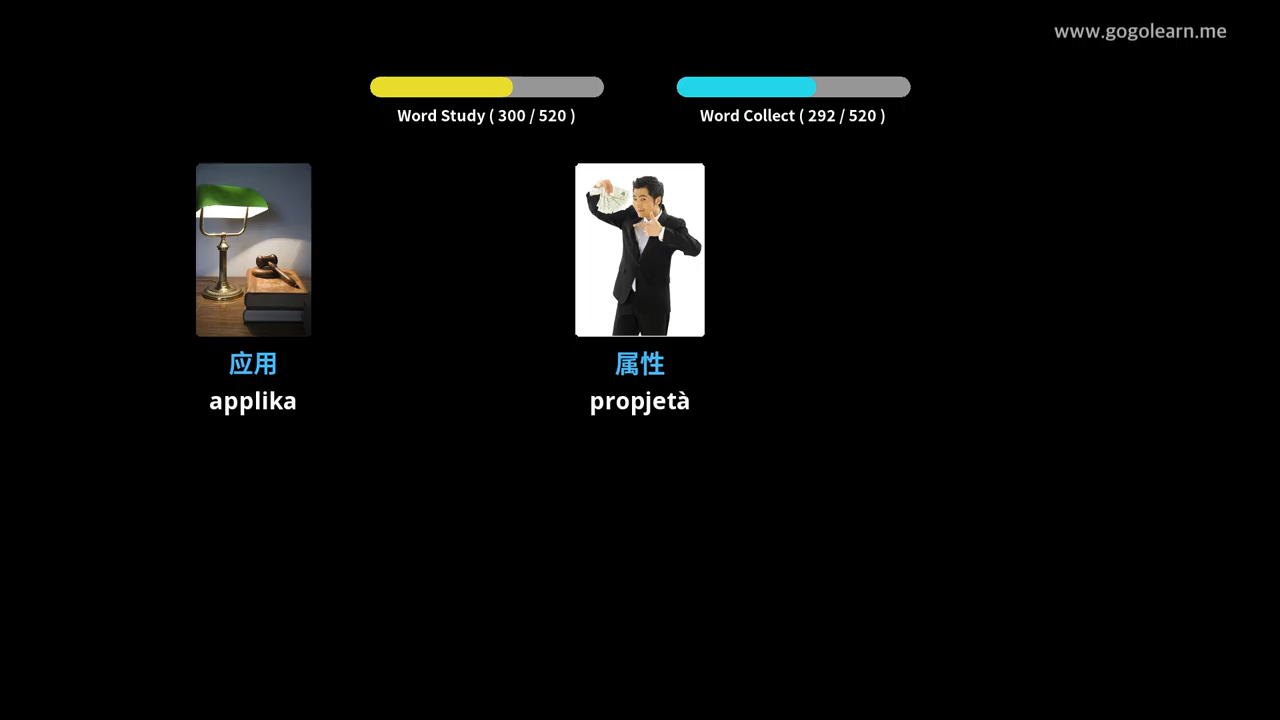 www.gogolearn.me
Word Study ( 300 / 520 )
Word Collect ( 292 / 520 )
应用
applika
属性
propjetà